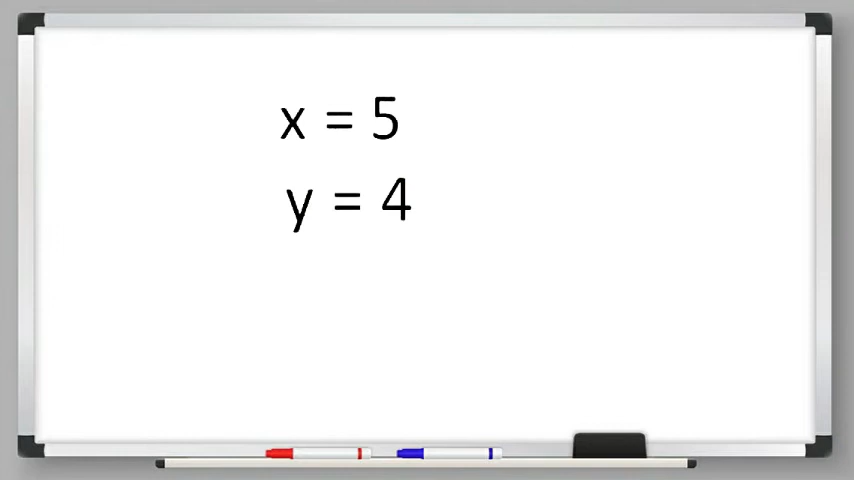 x = 5
y = 4